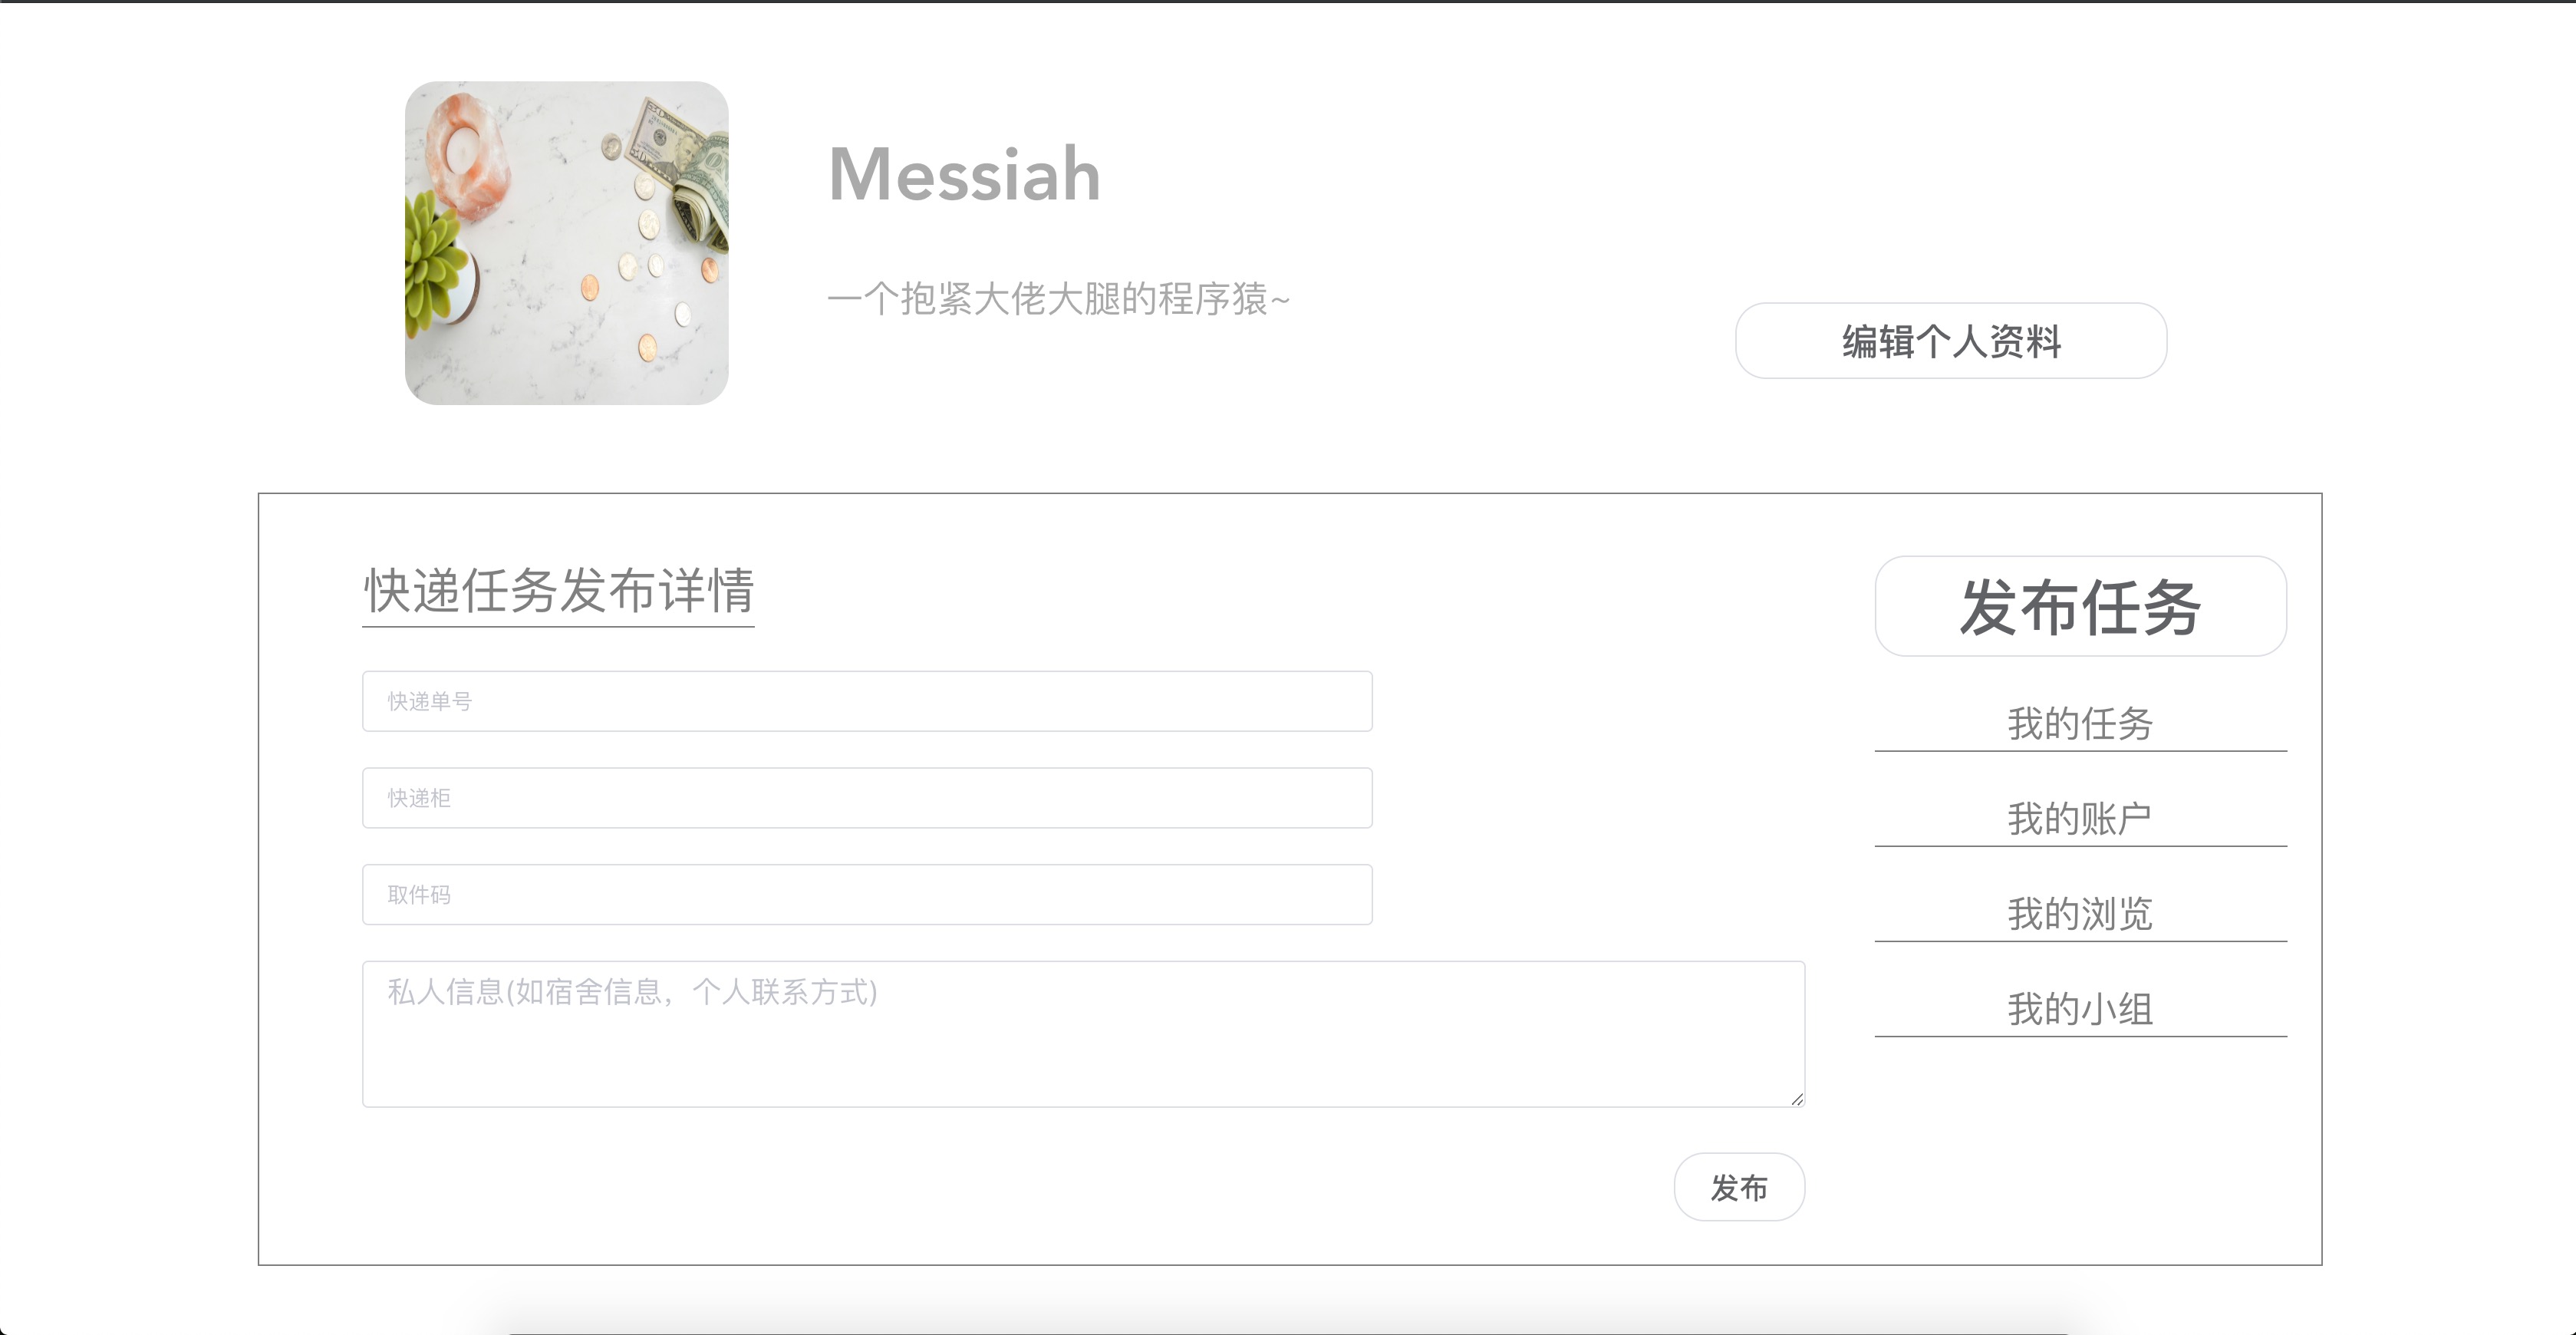 Messiah
一个抱紧大佬大腿的程序猿~
编辑个人资料
快递任务发布详情
快递单号
快递柜
取件码
私人信息(如宿舍信息，个人联系方式)
发布
发布任务
我的任务
我的账户
我的浏览
我的小组